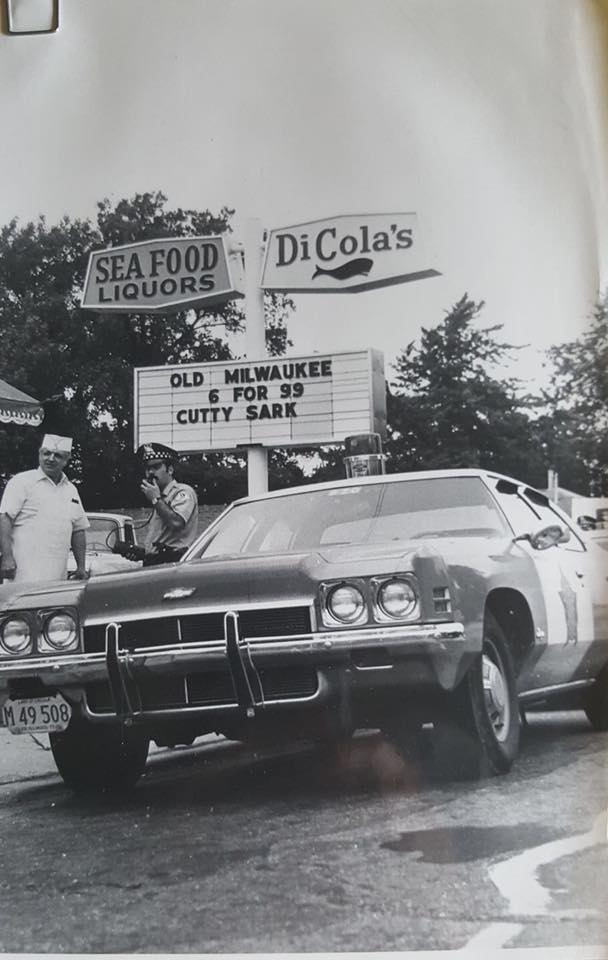 SEA FOOD
LIQUORS
DiCola's
OLD MILWAUKEE
6 FOR 99
CUTTY SARK
M 49 508